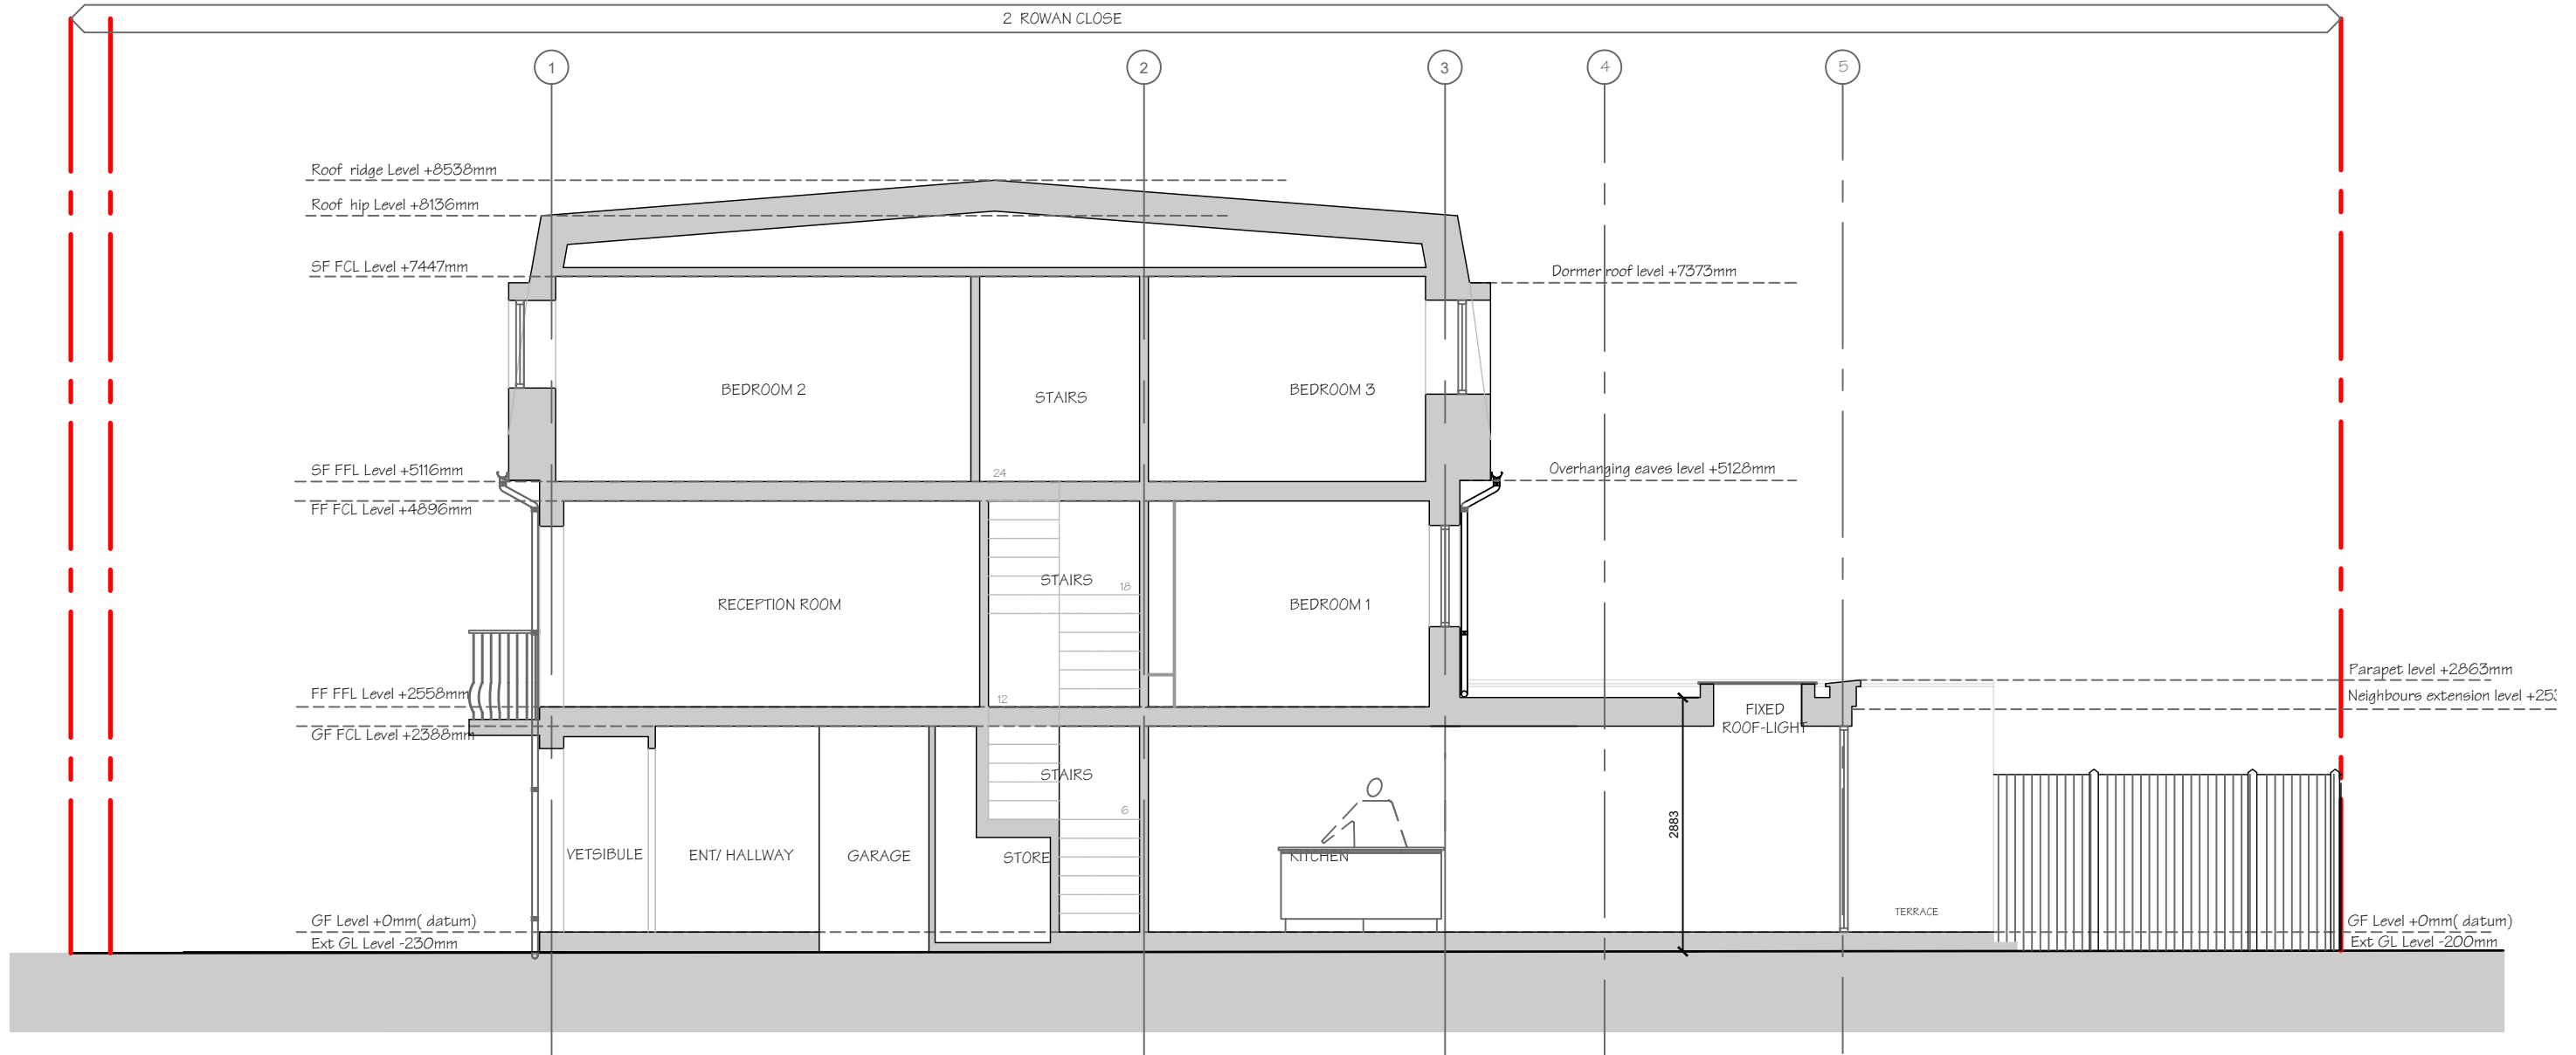 2 ROWAN CLOSE
1
2
3
4
5
Roof ridge Level +8538mm
Roof hip Level +8136mm
SF FCL Level +7447mm
Dormer roof level +7373mm
BEDROOM 2
STAIRS
BEDROOM 3
SF FFL Level +5116mm
24
Overhanging eaves level +5128mm
FF FCL Level +4896mm
STAIRS
18
RECEPTION ROOM
BEDROOM 1
Parapet level +2863mm
FF FFL Level +2558mm
12
Neighbours extension level +253
FIXED
ROOF-LIGHT
GF FCL Level +2388mm
STAIRS
6
2883
VETSIBULE
ENT/ HALLWAY
GARAGE
STORE
KITCHEN
TERRACE
GF Level +0mm( datum)
GF Level +0mm( datum)
Ext GL Level -230mm
Ext GL Level -200mm